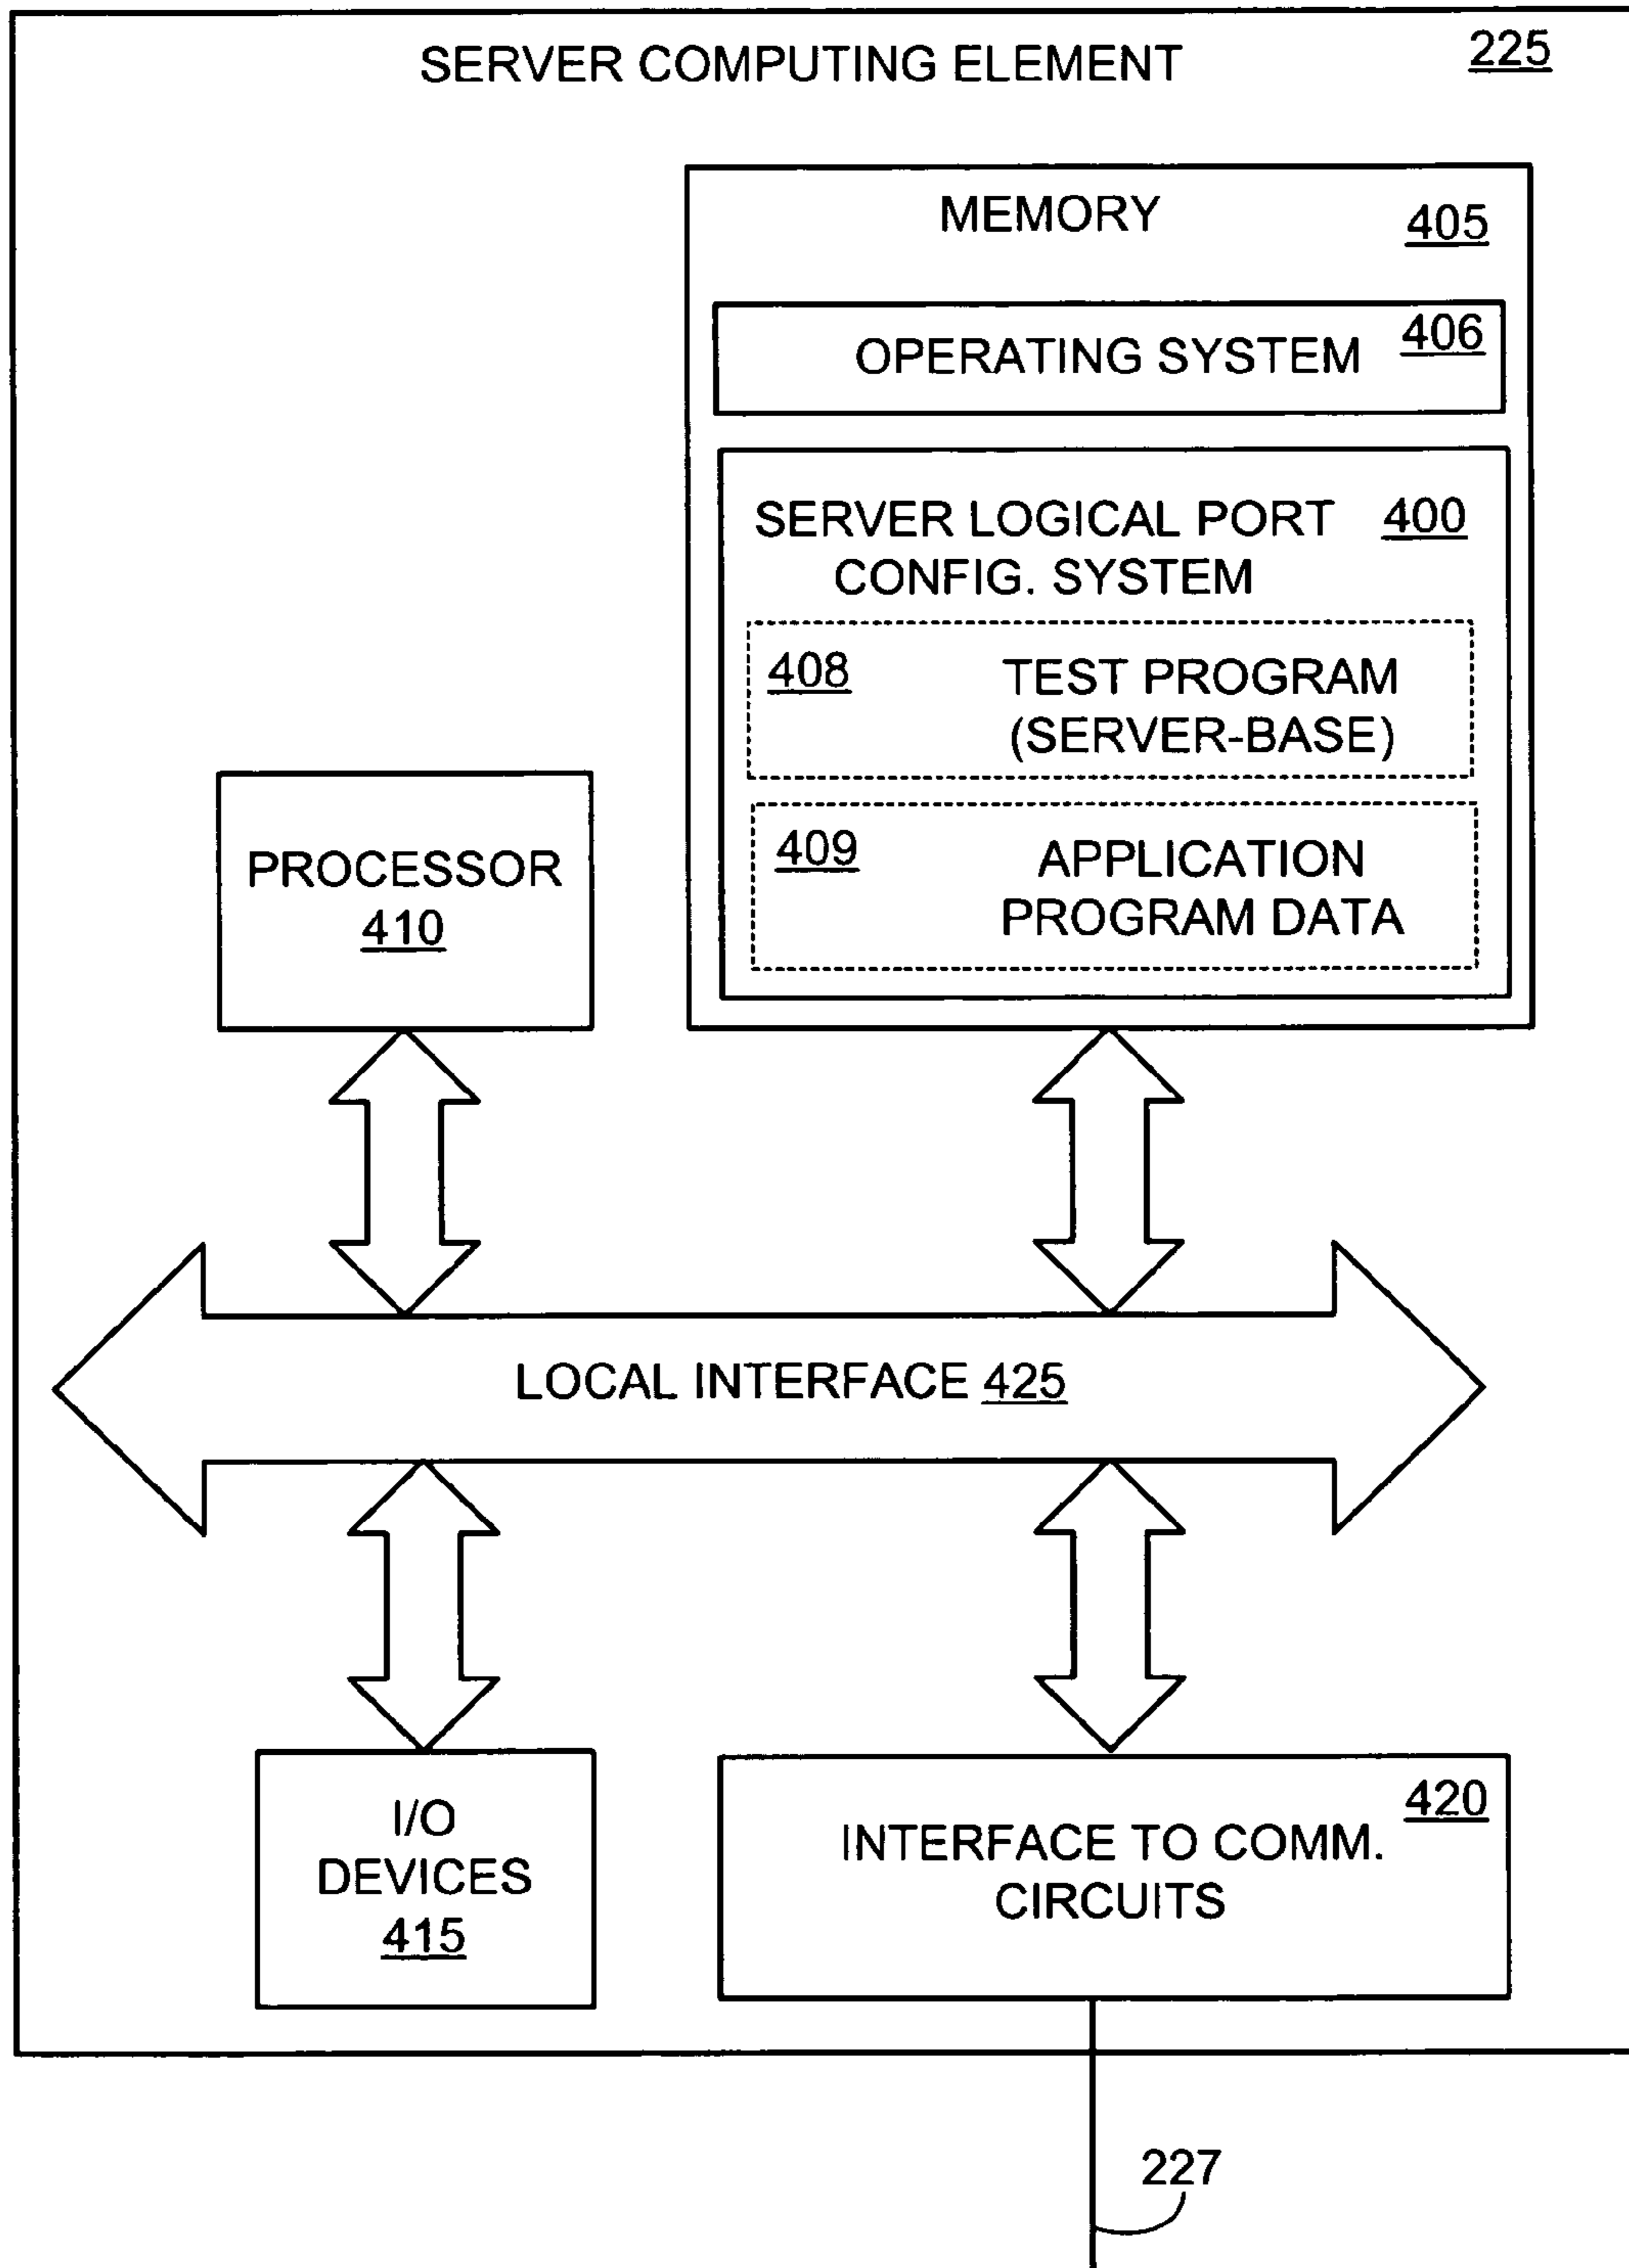 SERVER COMPUTING ELEMENT 225
MEMORY 405
OPERATING SYSTEM 406
SERVER LOGICAL PORT 400
CONFIG. SYSTEM
408 TEST PROGRAM
(SERVER-BASE)
409 APPLICATION
PROGRAM DATA
PROCESSOR
410
LOCAL INTERFACE 425
I/O
DEVICES
415
420
INTERFACE TO COMM.
CIRCUITS
227